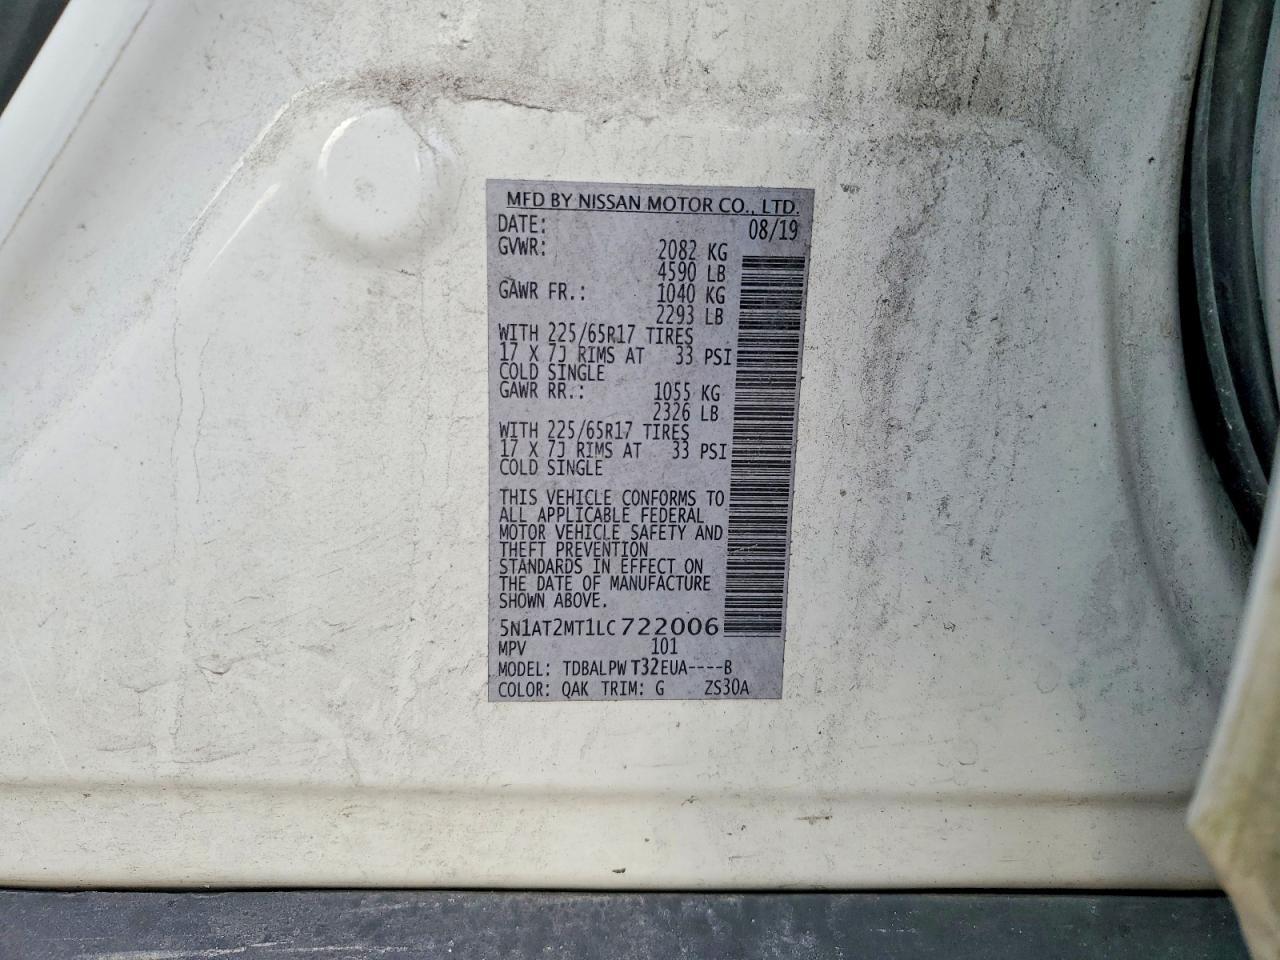 MFD BY NISSAN MOTOR CO., LTD.
DATE: 08/19
GVWR: 2082 KG
4590 LB
GAWR FR.: 1040 KG
2293 LB
WITH 225/65R17 TIRES
17 X 7J RIMS AT 33 PSI
COLD SINGLE
GAWR RR.: 1055 KG
2326 LB
WITH 225/65R17 TIRES
17 X 7J RIMS AT 33 PSI
COLD SINGLE
THIS VEHICLE CONFORMS TO
ALL APPLICABLE FEDERAL
MOTOR VEHICLE SAFETY AND
THEFT PREVENTION
STANDARDS IN EFFECT ON
THE DATE OF MANUFACTURE
SHOWN ABOVE.
5N1AT2MT1LC722006
MPV 101
MODEL: TDBALPW T32EUA----B
COLOR: QAK TRIM: G ZS30A